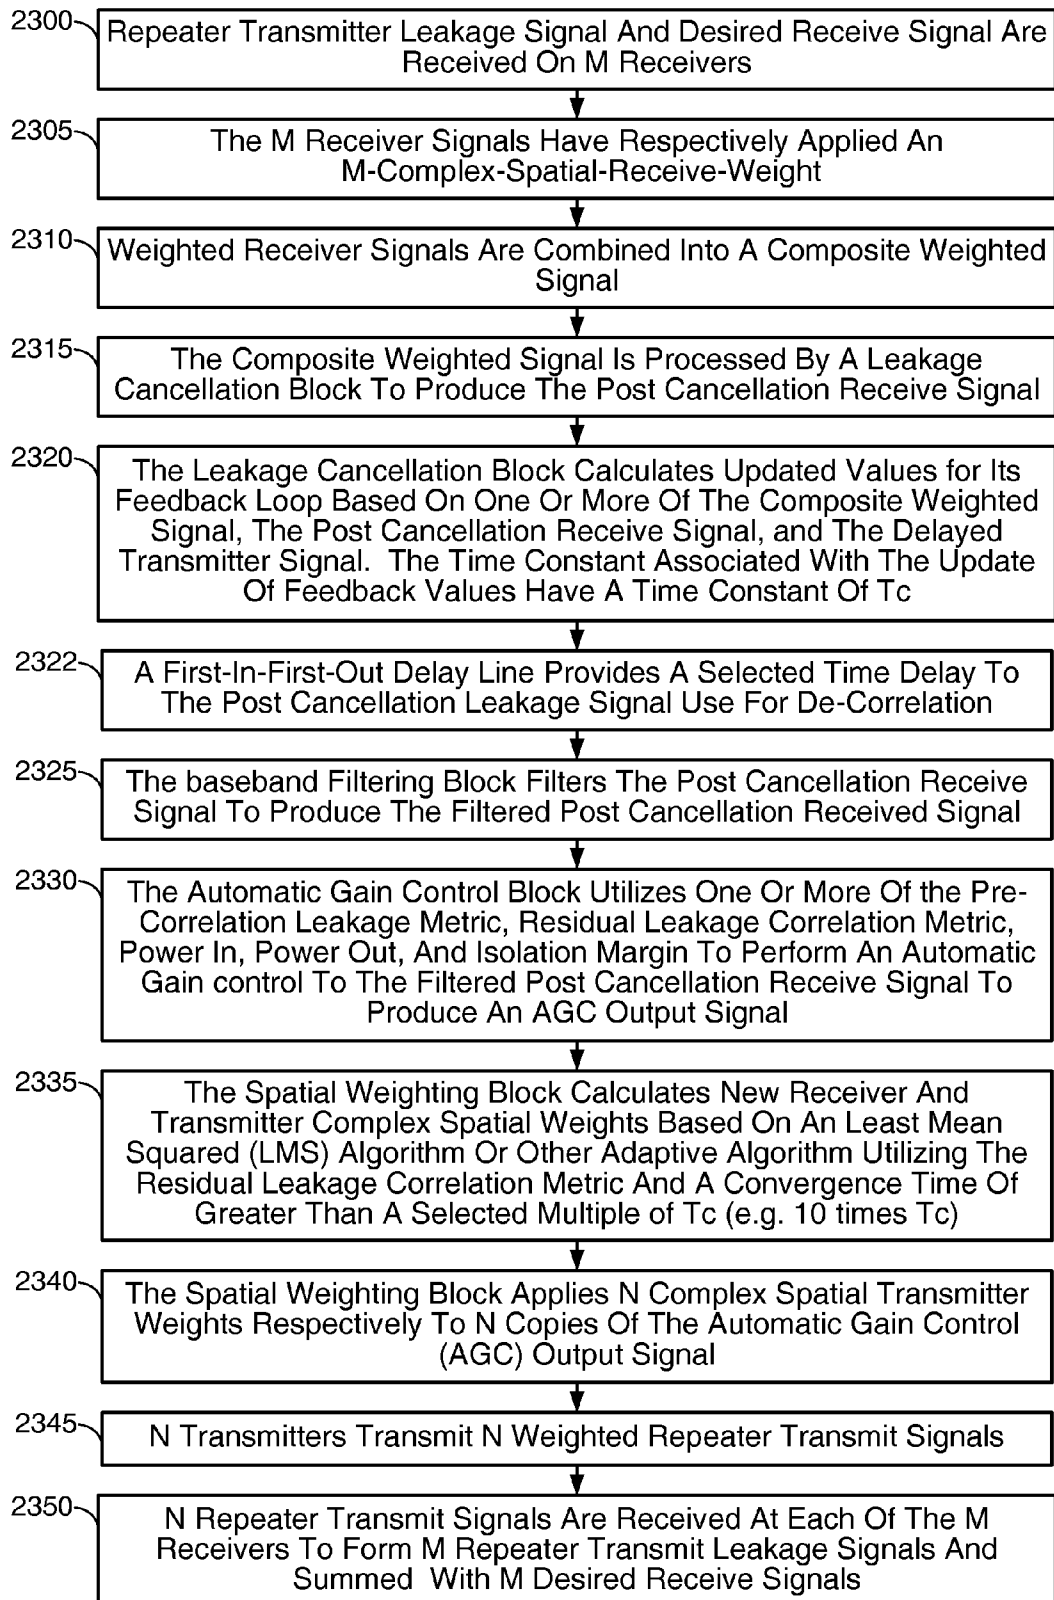 2300
Repeater Transmitter Leakage Signal And Desired Receive Signal Are
Received On M Receivers
2305
The M Receiver Signals Have Respectively Applied An
M-Complex-Spatial-Receive-Weight
2310
Weighted Receiver Signals Are Combined Into A Composite Weighted
Signal
2315
The Composite Weighted Signal Is Processed By A Leakage
Cancellation Block To Produce The Post Cancellation Receive Signal
2320
The Leakage Cancellation Block Calculates Updated Values for Its
Feedback Loop Based On One Or More Of The Composite Weighted
Signal, The Post Cancellation Receive Signal, and The Delayed
Transmitter Signal. The Time Constant Associated With The Update
Of Feedback Values Have A Time Constant Of Tc
2322
A First-In-First-Out Delay Line Provides A Selected Time Delay To
The Post Cancellation Leakage Signal Use For De-Correlation
2325
The baseband Filtering Block Filters The Post Cancellation Receive
Signal To Produce The Filtered Post Cancellation Received Signal
2330
The Automatic Gain Control Block Utilizes One Or More Of the Pre-
Correlation Leakage Metric, Residual Leakage Correlation Metric,
Power In, Power Out, And Isolation Margin To Perform An Automatic
Gain control To The Filtered Post Cancellation Receive Signal To
Produce An AGC Output Signal
2335
The Spatial Weighting Block Calculates New Receiver And
Transmitter Complex Spatial Weights Based On An Least Mean
Squared (LMS) Algorithm Or Other Adaptive Algorithm Utilizing The
Residual Leakage Correlation Metric And A Convergence Time Of
Greater Than A Selected Multiple of Tc (e.g. 10 times Tc)
2340
The Spatial Weighting Block Applies N Complex Spatial Transmitter
Weights Respectively To N Copies Of The Automatic Gain Control
(AGC) Output Signal
2345
N Transmitters Transmit N Weighted Repeater Transmit Signals
2350
N Repeater Transmit Signals Are Received At Each Of The M
Receivers To Form M Repeater Transmit Leakage Signals And
Summed With M Desired Receive Signals